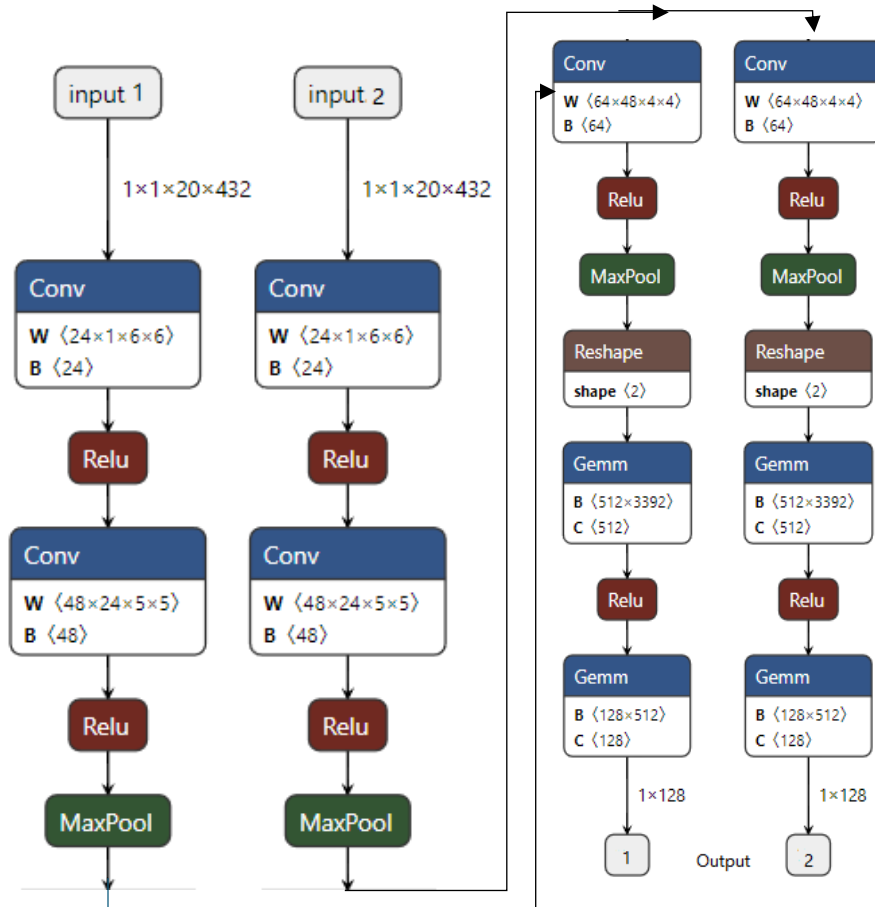 input 1
1×1×20×432
Conv
W ⟨24×1×6×6⟩
B ⟨24⟩
Relu
Conv
W ⟨48×24×5×5⟩
B ⟨48⟩
Relu
MaxPool
input 2
1×1×20×432
Conv
W ⟨24×1×6×6⟩
B ⟨24⟩
Relu
Conv
W ⟨48×24×5×5⟩
B ⟨48⟩
Relu
MaxPool
Conv
W ⟨64×48×4×4⟩
B ⟨64⟩
Relu
MaxPool
Reshape
shape ⟨2⟩
Gemm
B ⟨512×3392⟩
C ⟨512⟩
Relu
Gemm
B ⟨128×512⟩
C ⟨128⟩
1×128
1
Output
Conv
W ⟨64×48×4×4⟩
B ⟨64⟩
Relu
MaxPool
Reshape
shape ⟨2⟩
Gemm
B ⟨512×3392⟩
C ⟨512⟩
Relu
Gemm
B ⟨128×512⟩
C ⟨128⟩
1×128
2